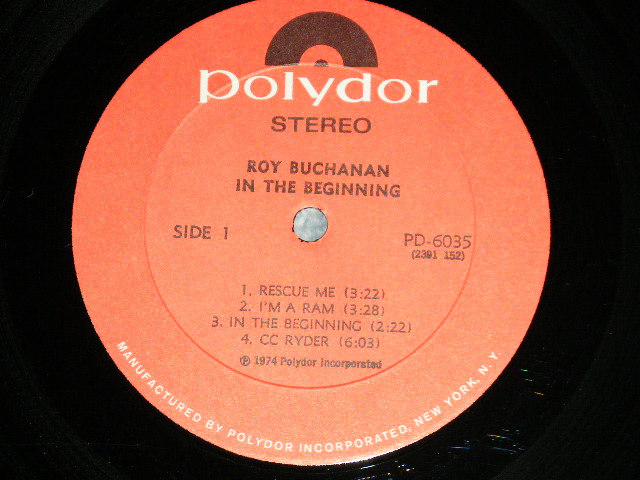 polydor
STEREO
ROY BUCHANAN
IN THE BEGINNING
SIDE 1
PD-6035
(2391 152)
1. RESCUE ME (3:22)
2. I'M A RAM (3:28)
3. IN THE BEGINNING (2:22)
4. CC RYDER (6:03)
℗ 1974 Polydor Incorporated
MANUFACTURED BY POLYDOR INCORPORATED, NEW YORK, N.Y.